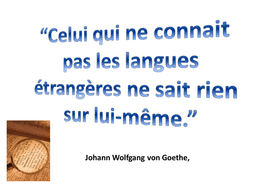 “Celui qui ne connait
pas les langues
étrangères ne sait rien
sur lui-même.”
Johann Wolfgang von Goethe,